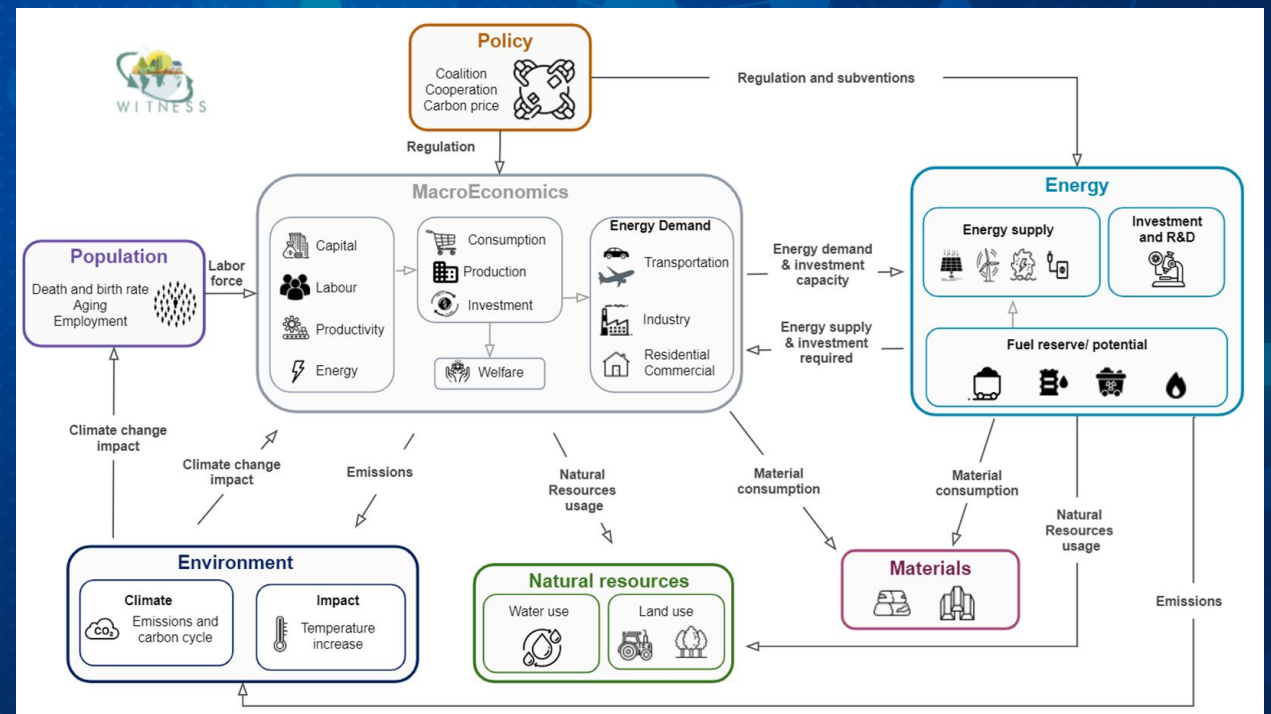 WITNESS
Policy
Coalition
Cooperation
Carbon price
Regulation and subventions
Regulation
MacroEconomics
Capital
Labour
Productivity
Energy
Consumption
Production
Investment
Welfare
Energy Demand
Transportation
Industry
Residential
Commercial
Population
Death and birth rate
Aging
Employment
Labor
force
Energy demand
& investment
capacity
Energy supply
& investment
required
Energy
Energy supply
Investment
and R&D
Fuel reserve/ potential
Climate change
impact
Climate change
impact
Emissions
Natural
Resources
usage
Material
consumption
Material
consumption
Natural
Resources
usage
Emissions
Environment
Climate
CO₂
Emissions and
carbon cycle
Impact
Temperature
increase
Natural resources
Water use
Land use
Materials